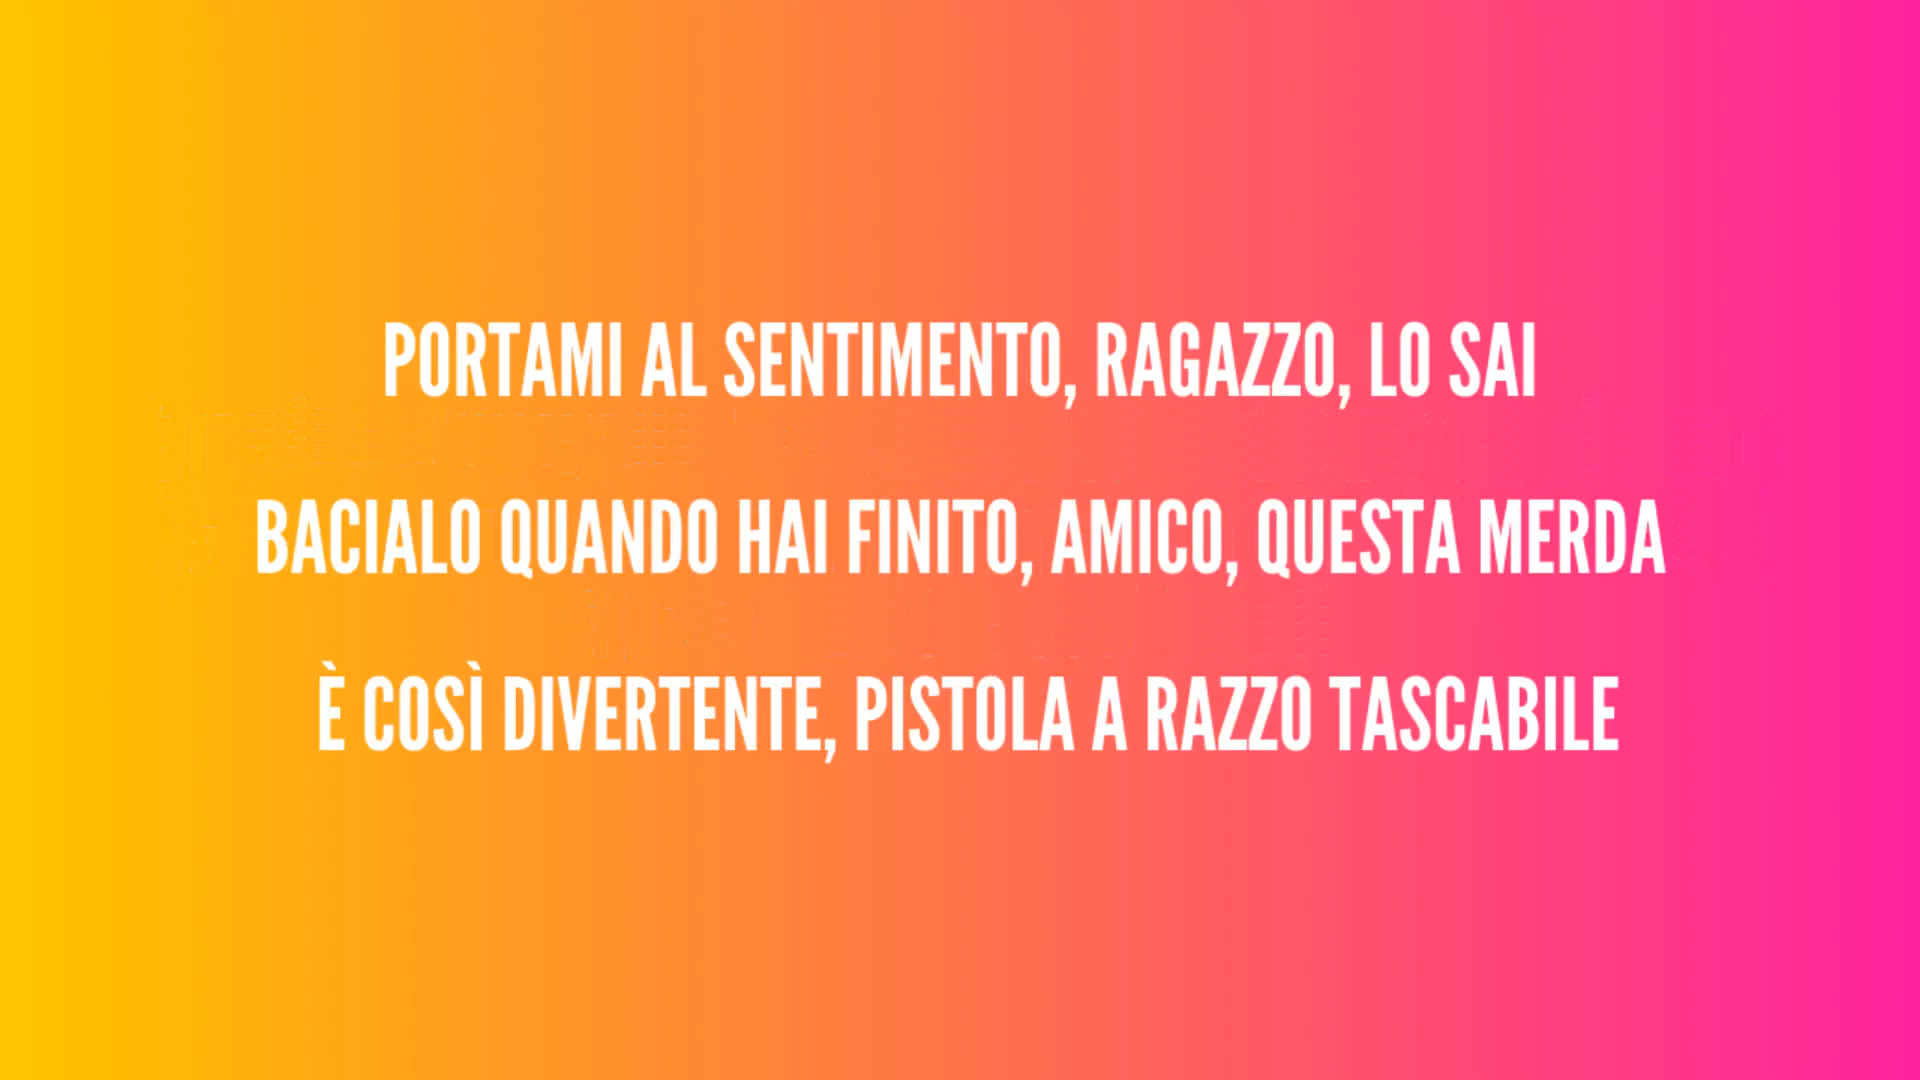 PORTAMI AL SENTIMENTO, RAGAZZO, LO SAI
BACIALO QUANDO HAI FINITO, AMICO, QUESTA MERDA
È COSÌ DIVERTENTE, PISTOLA A RAZZO TASCABILE